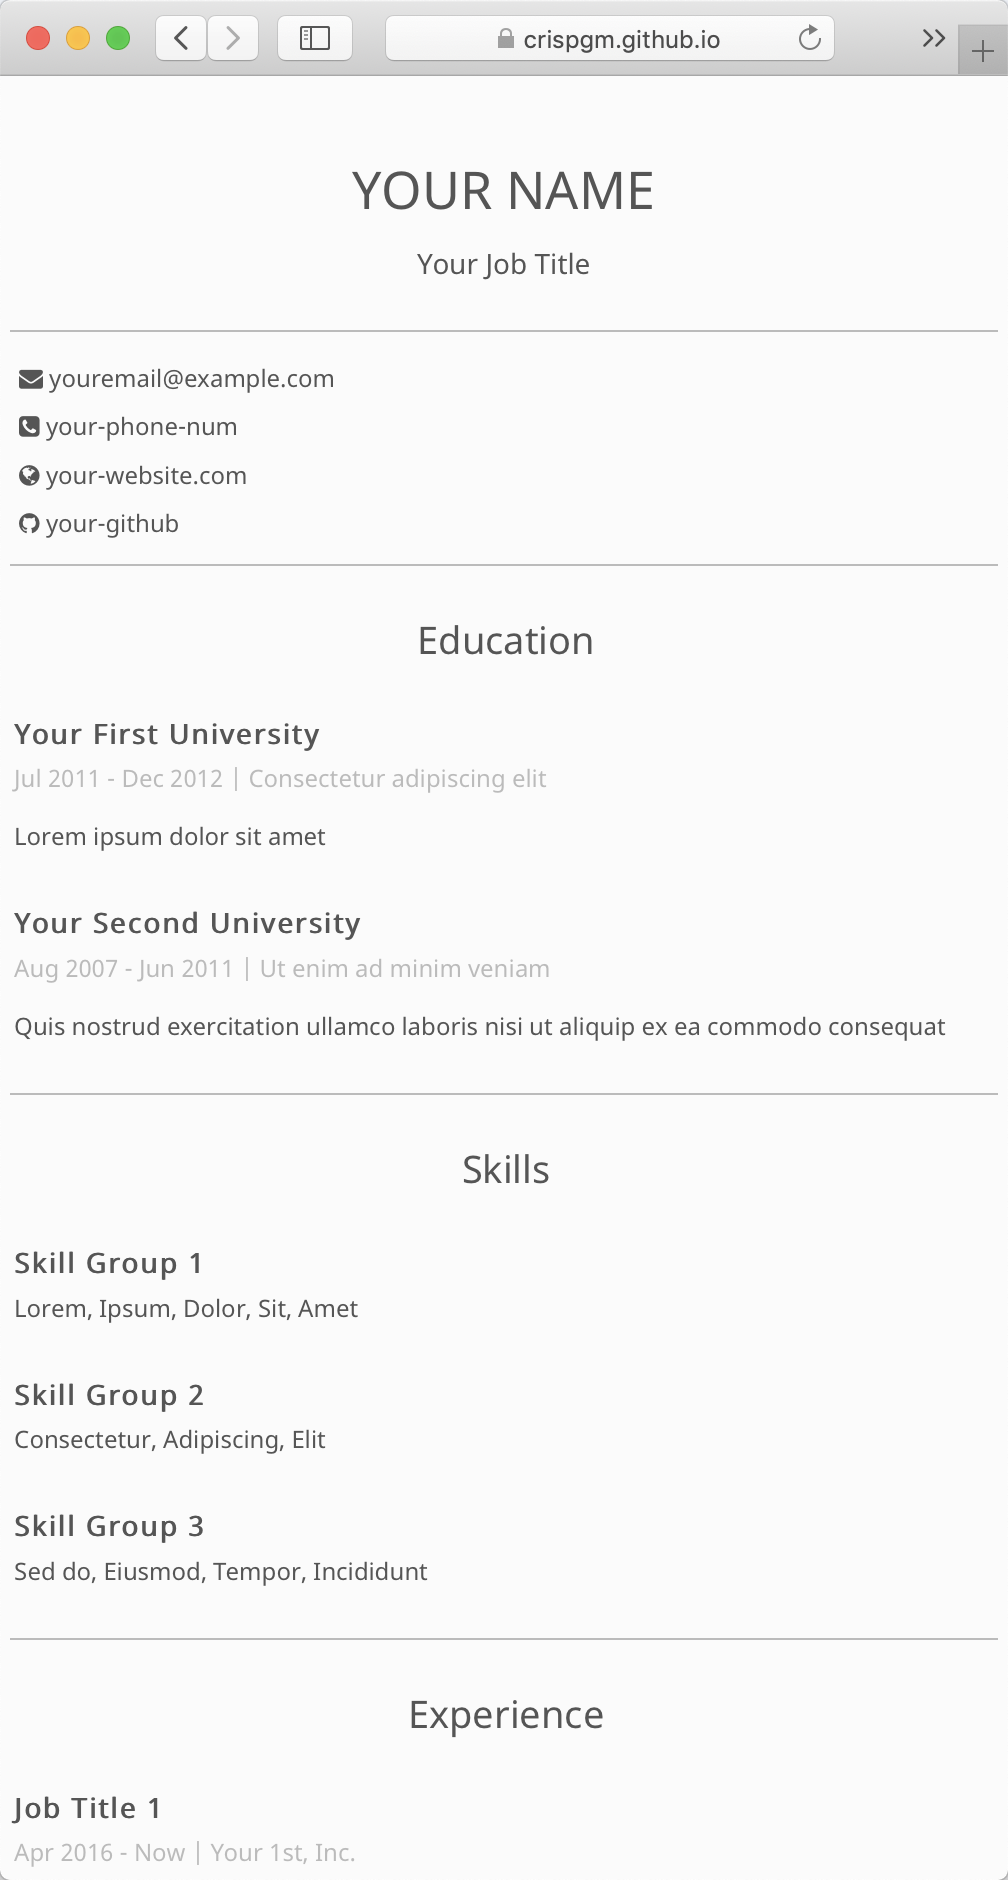 crispgm.github.io
YOUR NAME
Your Job Title
youremail@example.com
your-phone-num
your-website.com
your-github
Education
Your First University
Jul 2011 - Dec 2012 | Consectetur adipiscing elit
Lorem ipsum dolor sit amet
Your Second University
Aug 2007 - Jun 2011 | Ut enim ad minim veniam
Quis nostrud exercitation ullamco laboris nisi ut aliquip ex ea commodo consequat
Skills
Skill Group 1
Lorem, Ipsum, Dolor, Sit, Amet
Skill Group 2
Consectetur, Adipiscing, Elit
Skill Group 3
Sed do, Eiusmod, Tempor, Incididunt
Experience
Job Title 1
Apr 2016 - Now | Your 1st, Inc.